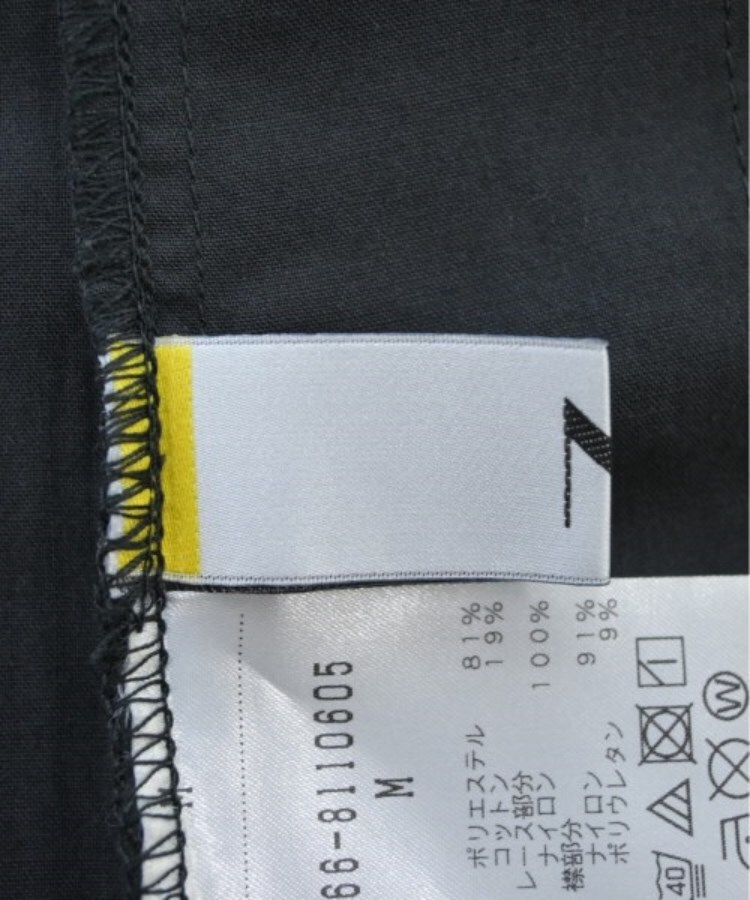 66-8110605
M
ポリエステル 81%
コットン 19%
レース部分
ナイロン 100%
襟部分
ナイロン 91%
ポリウレタン 9%
40
W